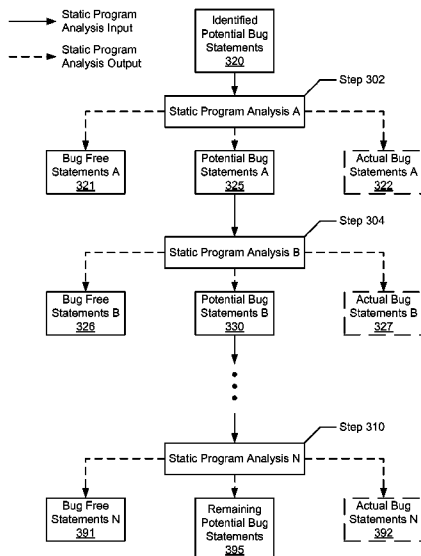 Static Program
Analysis Input
Static Program
Analysis Output
Identified
Potential Bug
Statements
320
Step 302
Static Program Analysis A
Bug Free
Statements A
321
Potential Bug
Statements A
325
Actual Bug
Statements A
322
Step 304
Static Program Analysis B
Bug Free
Statements B
326
Potential Bug
Statements B
330
Actual Bug
Statements B
327
Step 310
Static Program Analysis N
Bug Free
Statements N
391
Remaining
Potential Bug
Statements
395
Actual Bug
Statements N
392